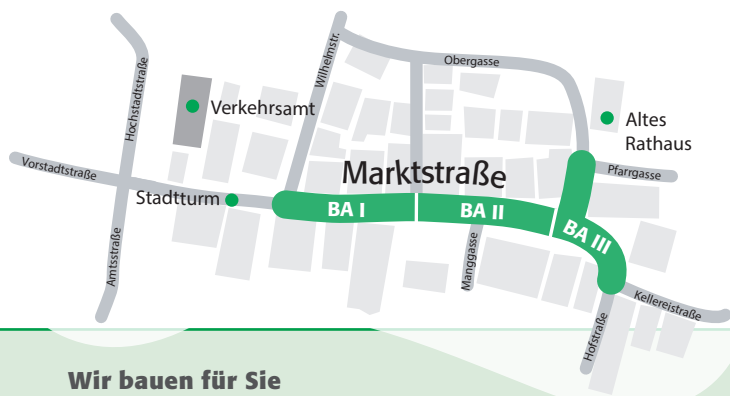 Hochstadtstraße
Wilhelmstr.
Obergasse
Verkehrsamt
Altes
Rathaus
Vorstadtstraße
Marktstraße
Pfarrgasse
Stadtturm
BA I
BA II
BA III
Amtsstraße
Manggasse
Kellereistraße
Hofstraße
Wir bauen für Sie